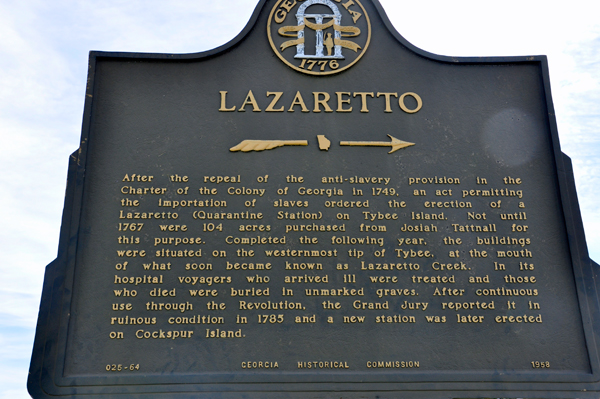 GEORGIA
1776
LAZARETTO
After the repeal of the anti-slavery provision in the
Charter of the Colony of Georgia in 1749, an act permitting
the importation of slaves ordered the erection of a
Lazaretto (Quarantine Station) on Tybee Island. Not until
1767 were 104 acres purchased from Josiah Tattnall for
this purpose. Completed the following year, the buildings
were situated on the westernmost tip of Tybee, at the mouth
of what soon became known as Lazaretto Creek. In its
hospital voyagers who arrived ill were treated and those
who died were buried in unmarked graves. After continuous
use through the Revolution, the Grand Jury reported it in
ruinous condition in 1785 and a new station was later erected
on Cockspur Island.
025-64 GEORGIA HISTORICAL COMMISSION 1958